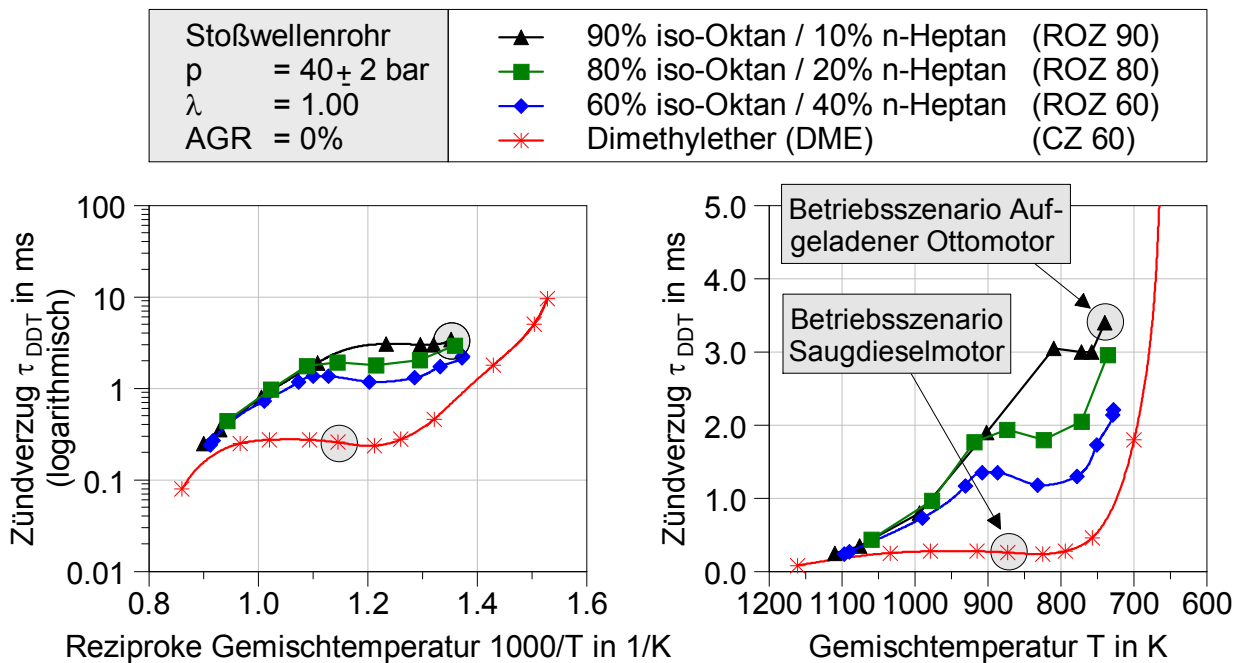 Stoßwellenrohr
p = 40 ± 2 bar
λ = 1.00
AGR = 0%
90% iso-Oktan / 10% n-Heptan (ROZ 90)
80% iso-Oktan / 20% n-Heptan (ROZ 80)
60% iso-Oktan / 40% n-Heptan (ROZ 60)
Dimethylether (DME) (CZ 60)
Zündverzug τ DDT in ms
(logarithmisch)
100
10
1
0.1
0.01
0.8 1.0 1.2 1.4 1.6
Reziproke Gemischtemperatur 1000/T in 1/K
Zündverzug τ DDT in ms
5.0
4.0
3.0
2.0
1.0
0.0
Betriebsszenario Auf-
geladener Ottomotor
Betriebsszenario
Saugdieselmotor
1200 1100 1000 900 800 700 600
Gemischtemperatur T in K